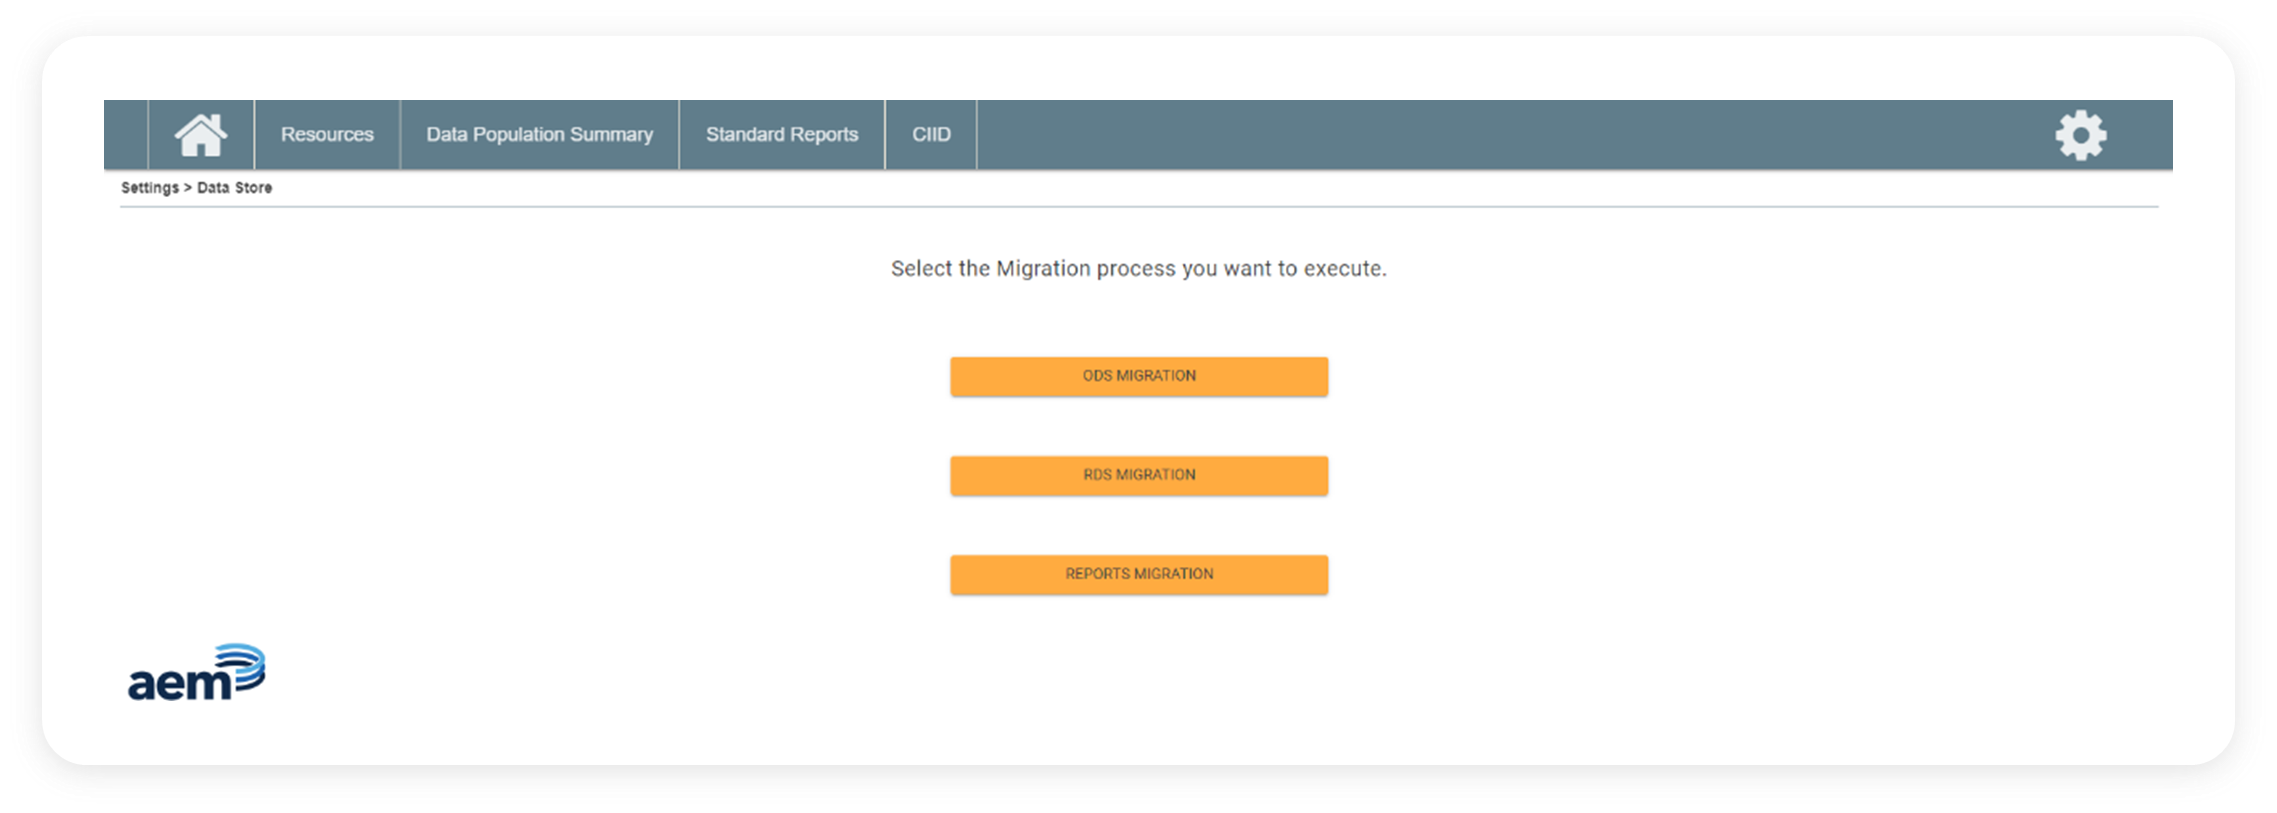 Resources Data Population Summary Standard Reports CIID
Settings > Data Store
Select the Migration process you want to execute.
ODS MIGRATION
RDS MIGRATION
REPORTS MIGRATION
aem